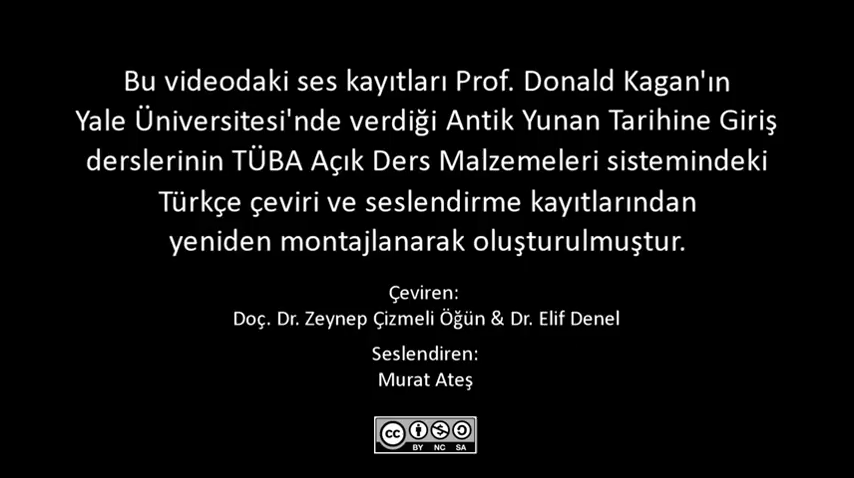 Bu videodaki ses kayıtları Prof. Donald Kagan'ın
Yale Üniversitesi'nde verdiği Antik Yunan Tarihine Giriş
derslerinin TÜBA Açık Ders Malzemeleri sistemindeki
Türkçe çeviri ve seslendirme kayıtlarından
yeniden montajlanarak oluşturulmuştur.
Çeviren:
Doç. Dr. Zeynep Çizmeli Öğün & Dr. Elif Denel
Seslendiren:
Murat Ateş
cc
BY NC SA